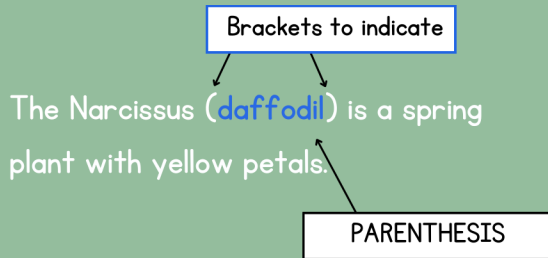 Brackets to indicate
The Narcissus (daffodil) is a spring
plant with yellow petals.
PARENTHESIS